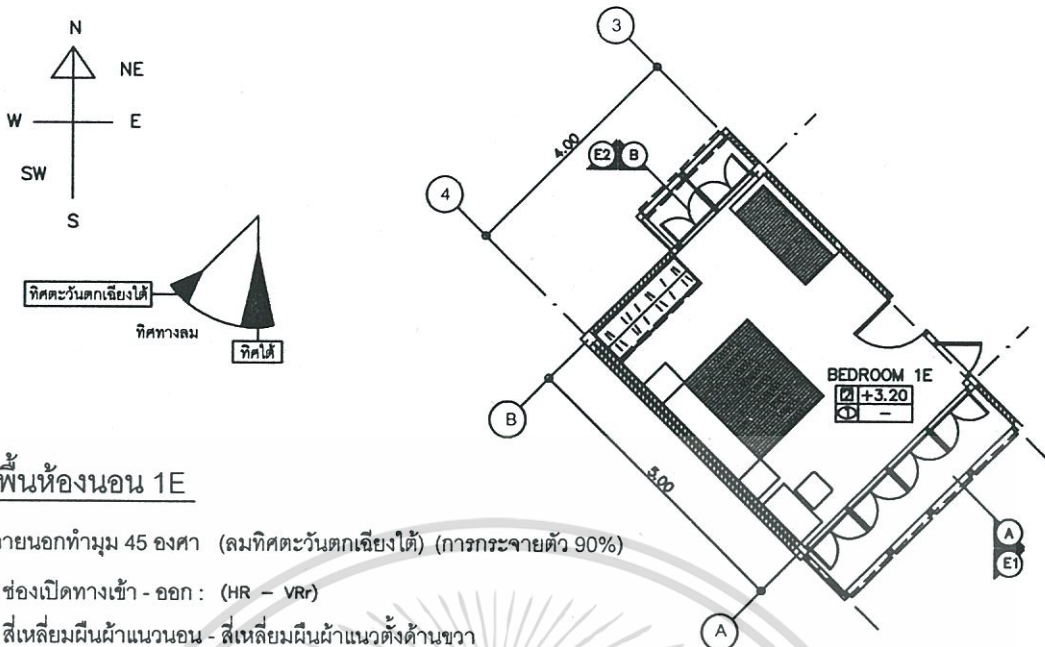 N
NE
W
E
SW
S
ทิศตะวันตกเฉียงใต้
ทิศทางลม
ทิศใต้
3
4.00
E2
B
4
BEDROOM 1E
+3.20
1 –
B
5.00
A
E1
A
พื้นห้องนอน 1E
ภายนอกทำมุม 45 องศา (ลมทิศตะวันตกเฉียงใต้) (การกระจายตัว 90%)
ช่องเปิดทางเข้า - ออก : (HR – VRr)
สี่เหลี่ยมผืนผ้าแนวนอน - สี่เหลี่ยมผืนผ้าแนวตั้งด้านขวา